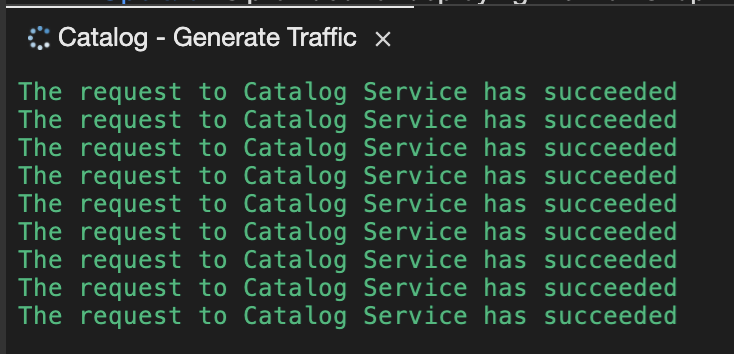 Catalog - Generate Traffic ×
The request to Catalog Service has succeeded
The request to Catalog Service has succeeded
The request to Catalog Service has succeeded
The request to Catalog Service has succeeded
The request to Catalog Service has succeeded
The request to Catalog Service has succeeded
The request to Catalog Service has succeeded
The request to Catalog Service has succeeded
The request to Catalog Service has succeeded